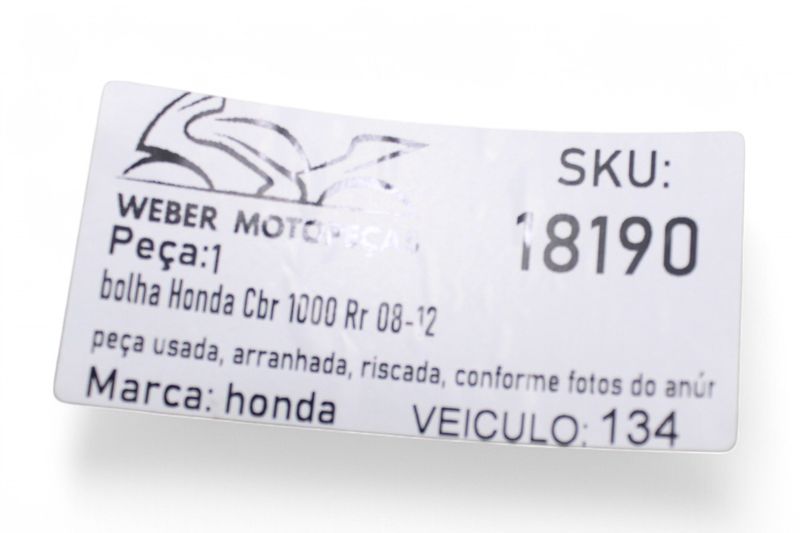 WEBER MOTOPEÇAS
SKU:
18190
Peça:1
bolha Honda Cbr 1000 Rr 08-12
peça usada, arranhada, riscada, conforme fotos do anúr
Marca: honda
VEICULO: 134